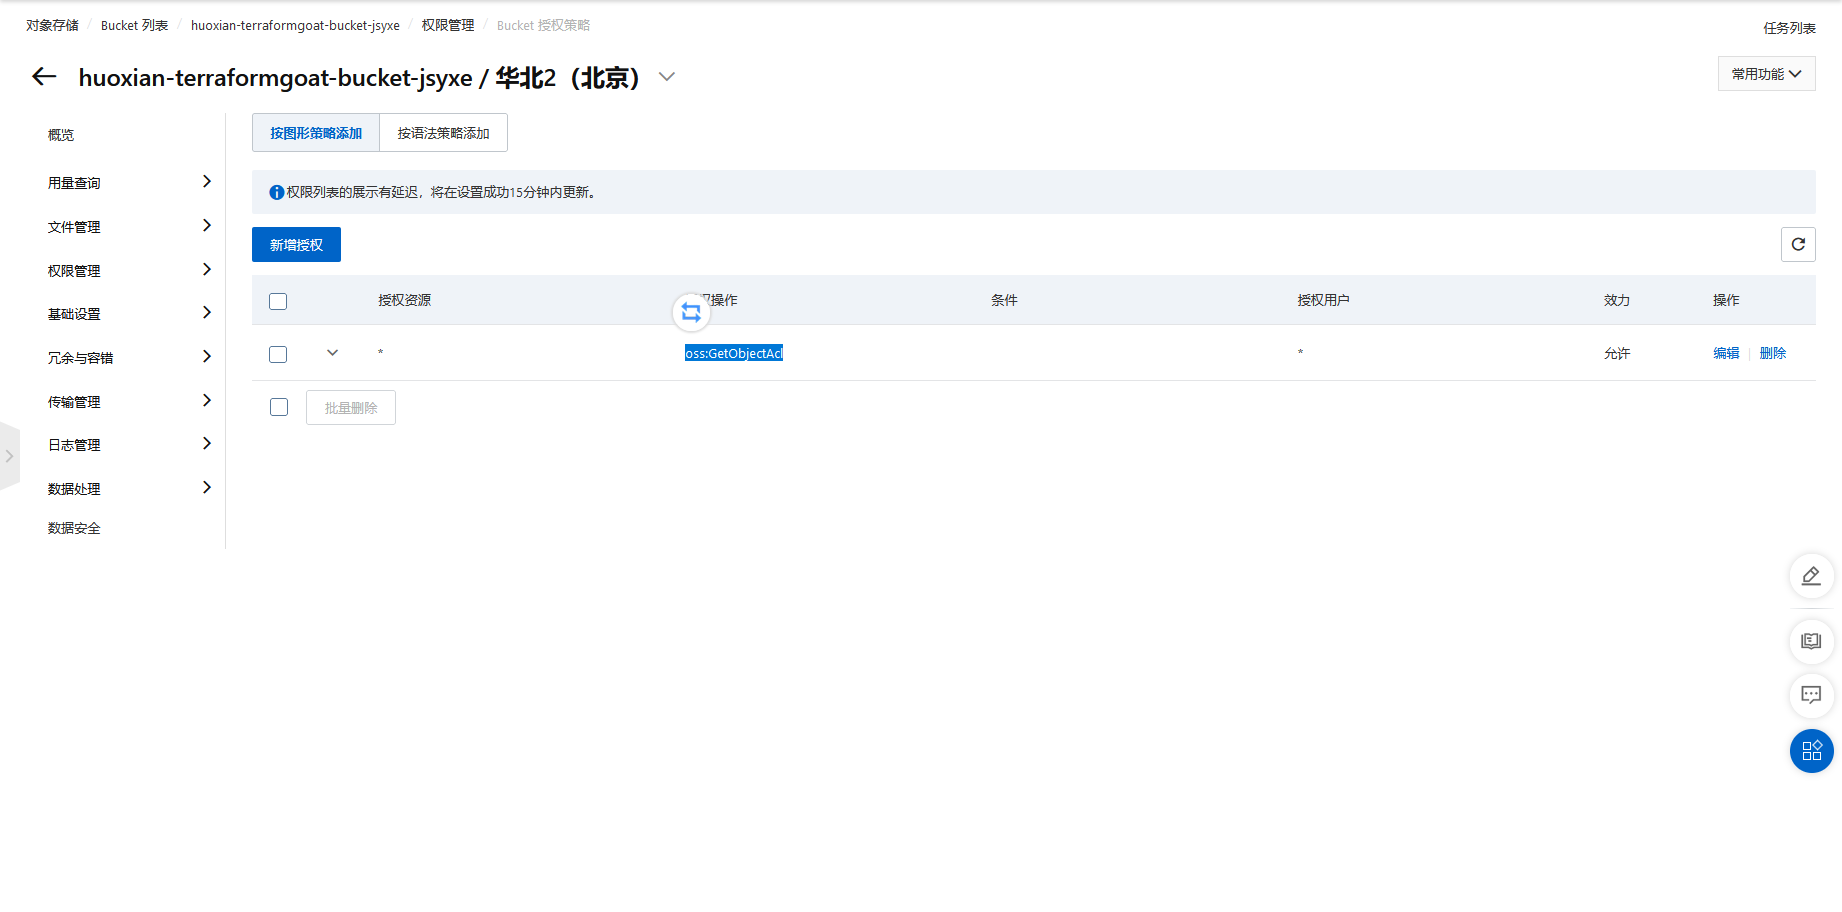 对象存储 / Bucket 列表 / huoxian-terraformgoat-bucket-jsyxe / 权限管理 / Bucket 授权策略
任务列表
huoxian-terraformgoat-bucket-jsyxe / 华北2（北京）
常用功能
概览
用量查询
文件管理
权限管理
基础设置
冗余与容错
传输管理
日志管理
数据处理
数据安全
按图形策略添加 按语法策略添加
权限列表的展示有延迟，将在设置成功15分钟内更新。
新增授权
授权资源 权操作 条件 授权用户 效力 操作
* oss:GetObjectAcl * 允许 编辑 删除
批量删除